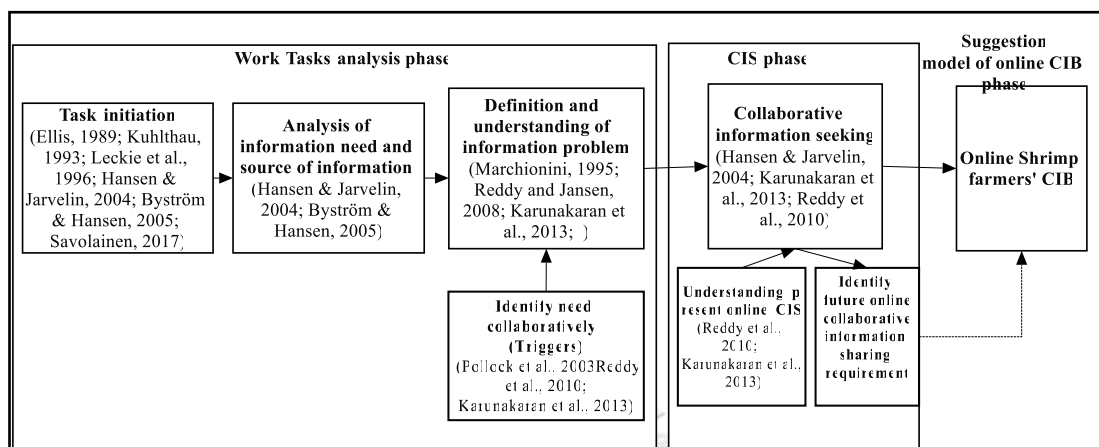 Work Tasks analysis phase
Task initiation
(Ellis, 1989; Kuhlthau,
1993; Leckie et al.,
1996; Hansen &
Jarvelin, 2004; Byström
& Hansen, 2005;
Savolainen, 2017)
Analysis of
information need and
source of information
(Hansen & Jarvelin,
2004; Byström &
Hansen, 2005)
Definition and
understanding of
information problem
(Marchionini, 1995;
Reddy and Jansen,
2008; Karunakaran et
al., 2013; )
Identify need
collaboratively
(Triggers)
(Pollock et al., 2003Reddy
et al., 2010;
Karunakaran et al., 2013)
CIS phase
Collaborative
information seeking
(Hansen & Jarvelin,
2004; Karunakaran et
al., 2013; Reddy et
al., 2010)
Understanding p
resent online CIS
(Reddy et al.,
2010;
Karunakaran et al.,
2013)
Identify
future online
collaborative
information
sharing
requirement
Suggestion
model of online CIB
phase
Online Shrimp
farmers' CIB